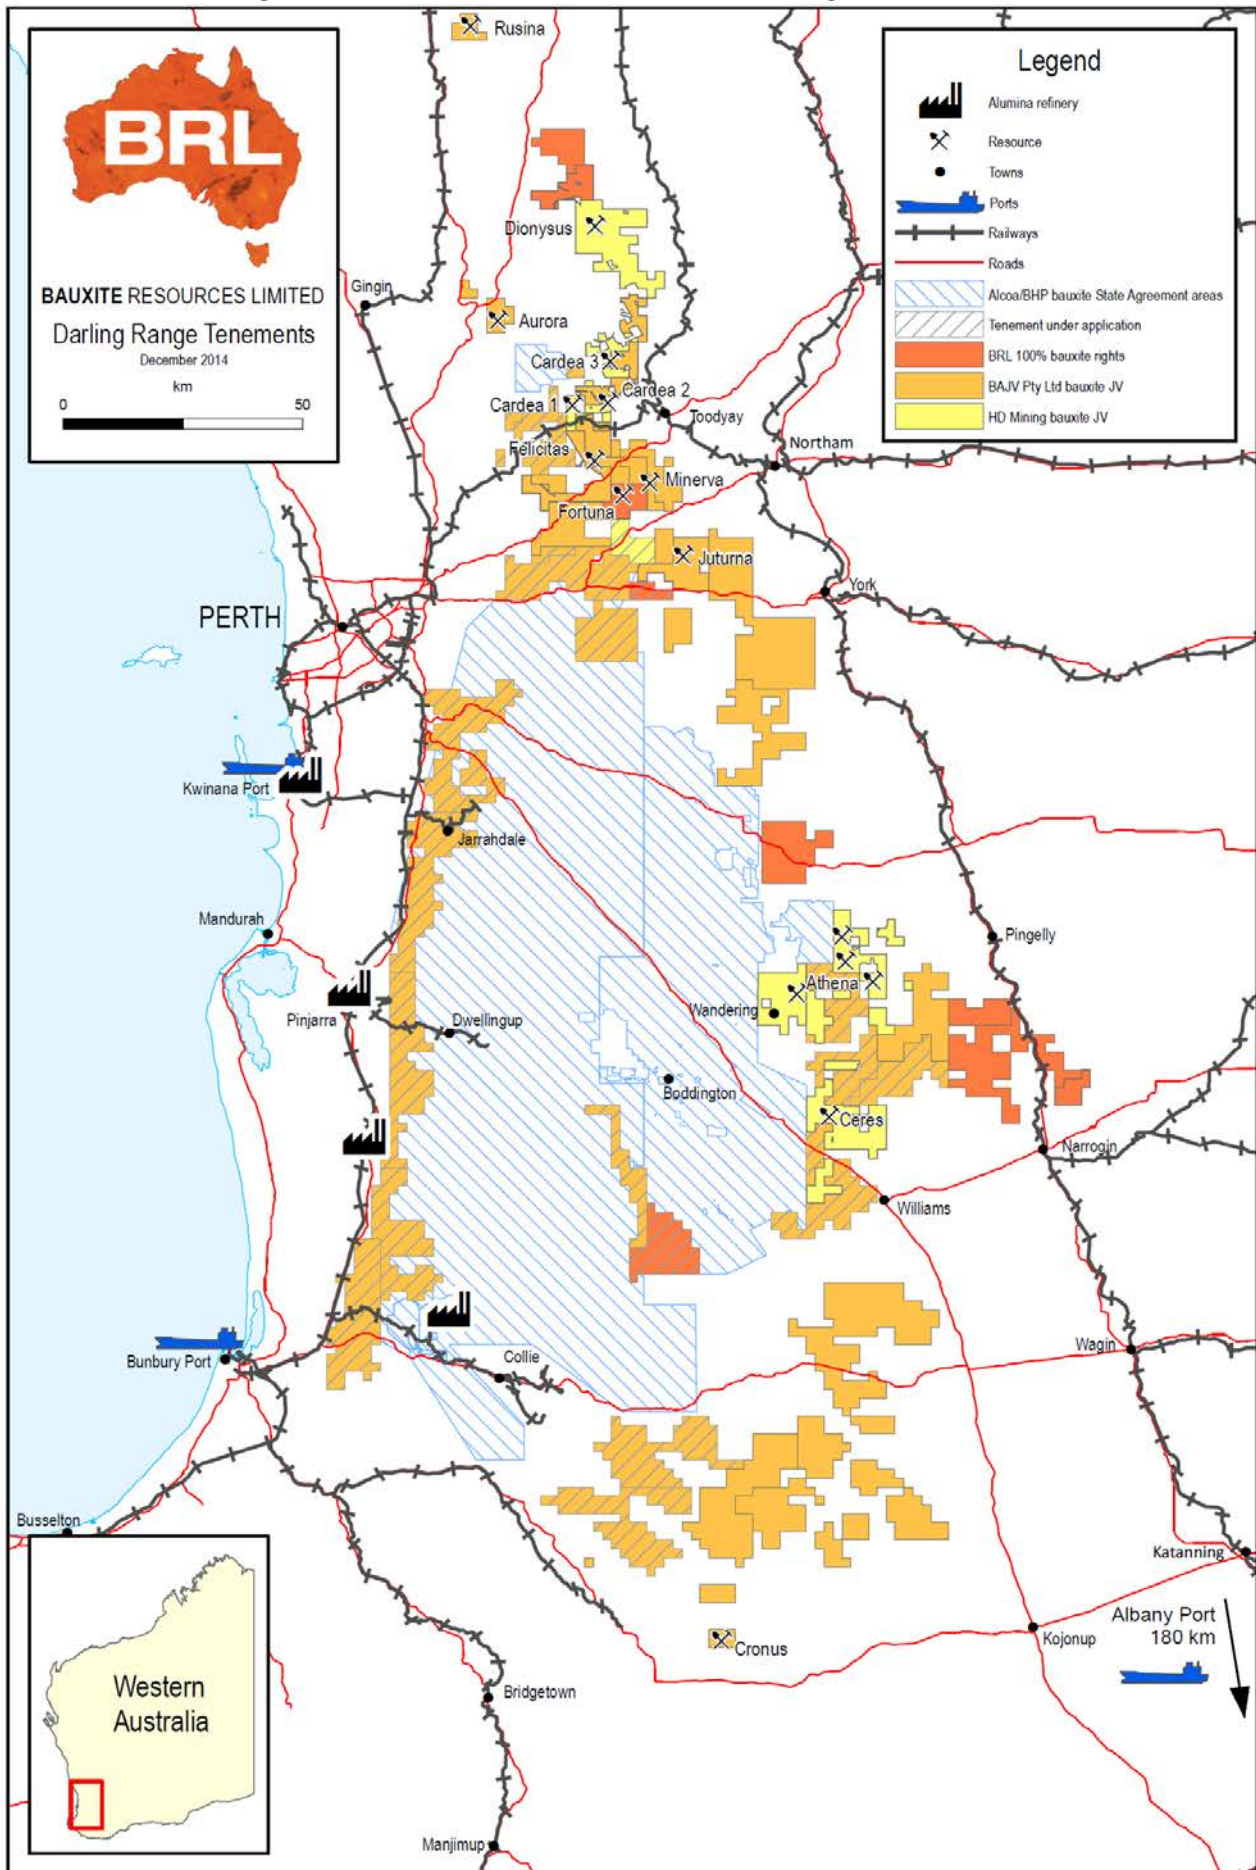 BRL
BAUXITE RESOURCES LIMITED
Darling Range Tenements
December 2014
km
0 50
Legend
Alumina refinery
Resource
Towns
Ports
Railways
Roads
Alcoa/BHP bauxite State Agreement areas
Tenement under application
BRL 100% bauxite rights
BAJV Pty Ltd bauxite JV
HD Mining bauxite JV
Rusina
Dionysus
Gingin
Aurora
Cardea 3
Cardea 2
Cardea 1
Toodyay
Felicitas
Northam
Minerva
Fortuna
Juturna
York
PERTH
Kwinana Port
Jarrahdale
Mandurah
Pingelly
Athena
Wandering
Pinjarra
Dwellingup
Boddington
Ceres
Narrogin
Williams
Wagin
Bunbury Port
Collie
Busselton
Katanning
Albany Port
180 km
Kojonup
Cronus
Bridgetown
Western
Australia
Manjimup